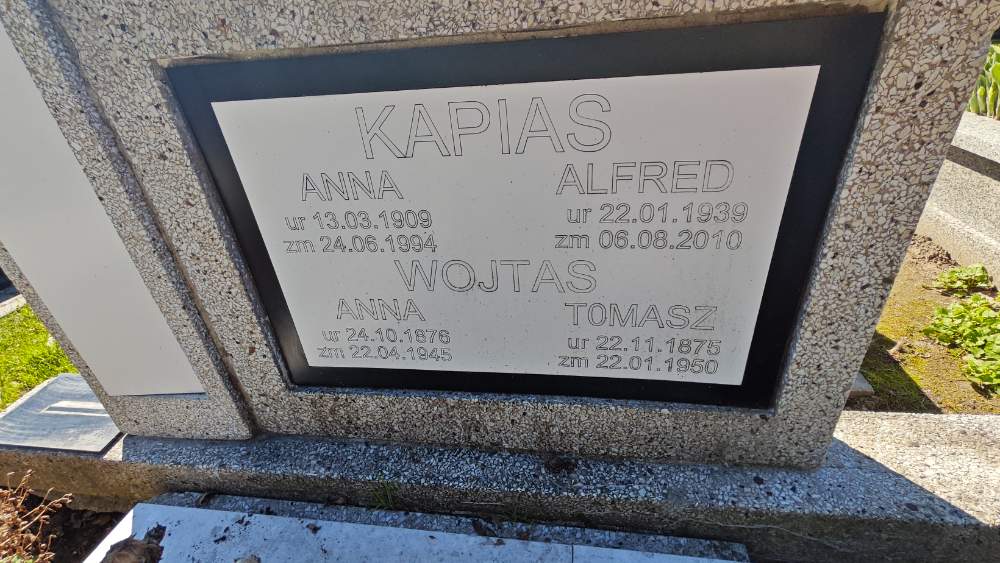 KAPIAS
ANNA ALFRED
ur 13.03.1909 ur 22.01.1939
zm 24.06.1994 zm 06.08.2010
WOJTAS
ANNA TOMASZ
ur 24.10.1876 ur 22.11.1875
zm 22.04.1945 zm 22.01.1950